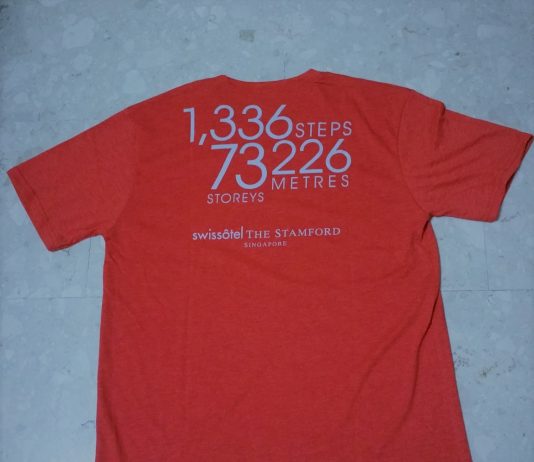 1,336 STEPS
73 226
STOREYS METRES
swissôtel THE STAMFORD
SINGAPORE